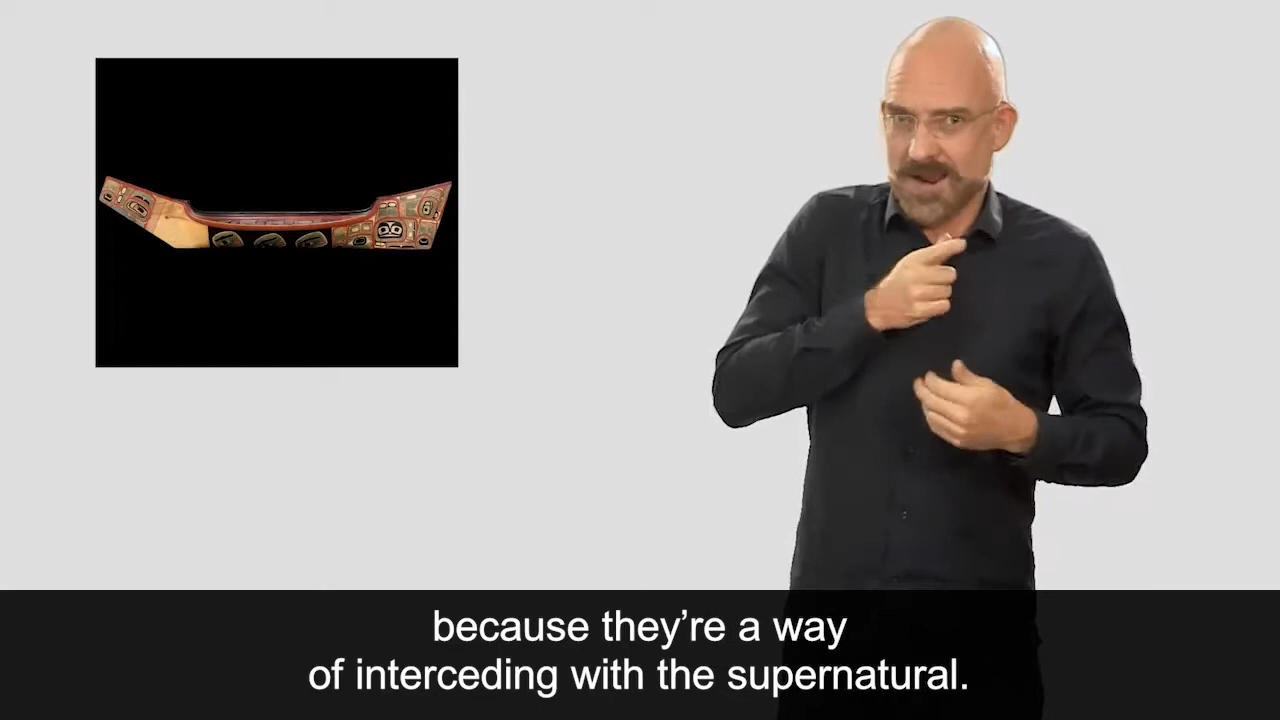 because they’re a way
of interceding with the supernatural.